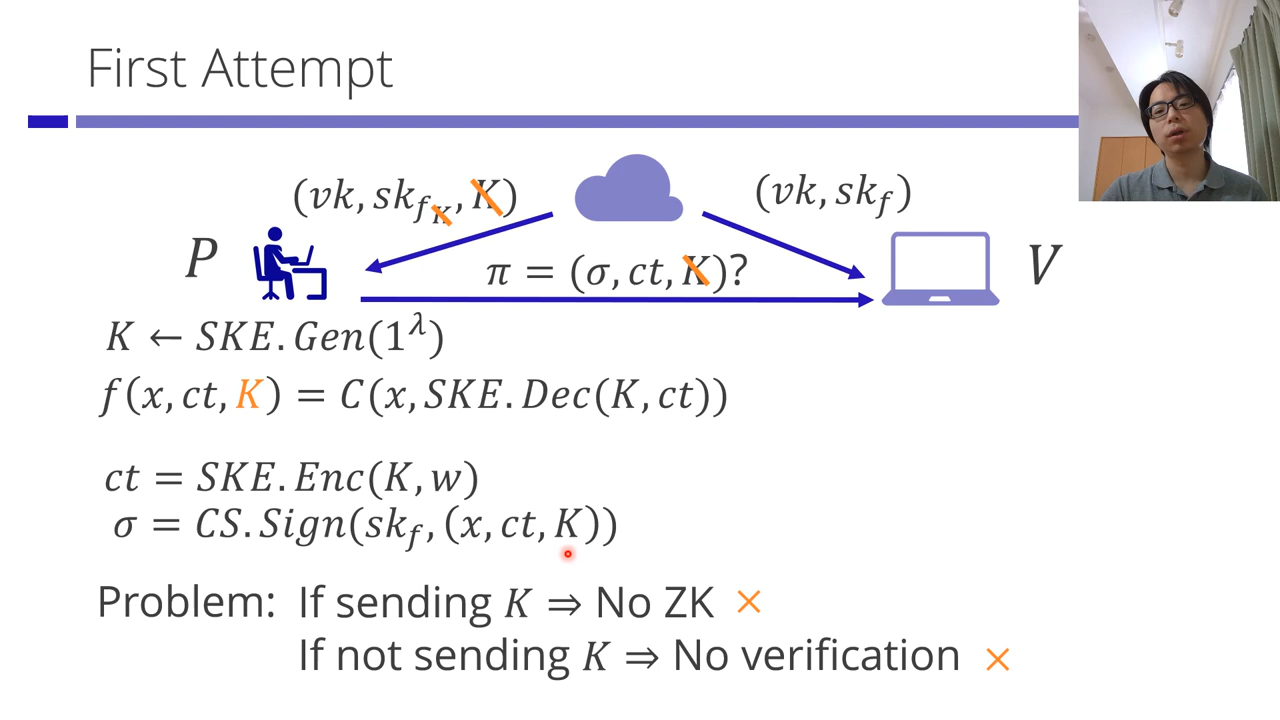 First Attempt
(vk, sk_{f_K}, K)
(vk, sk_f)
P
π = (σ, ct, K)?
V
K ← SKE.Gen(1^λ)
f(x, ct, K) = C(x, SKE.Dec(K, ct))
ct = SKE.Enc(K, w)
σ = CS.Sign(sk_f, (x, ct, K))
Problem: If sending K ⇒ No ZK ×
If not sending K ⇒ No verification ×